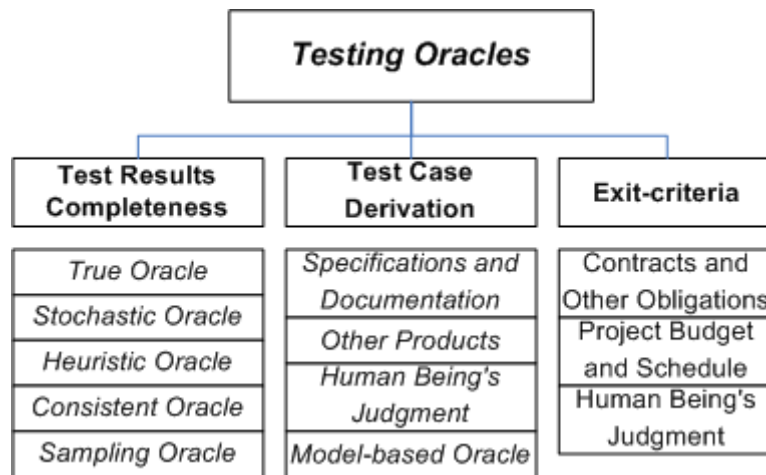 Testing Oracles
Test Results
Completeness
Test Case
Derivation
Exit-criteria
True Oracle
Stochastic Oracle
Heuristic Oracle
Consistent Oracle
Sampling Oracle
Specifications and
Documentation
Other Products
Human Being's
Judgment
Model-based Oracle
Contracts and
Other Obligations
Project Budget
and Schedule
Human Being's
Judgment